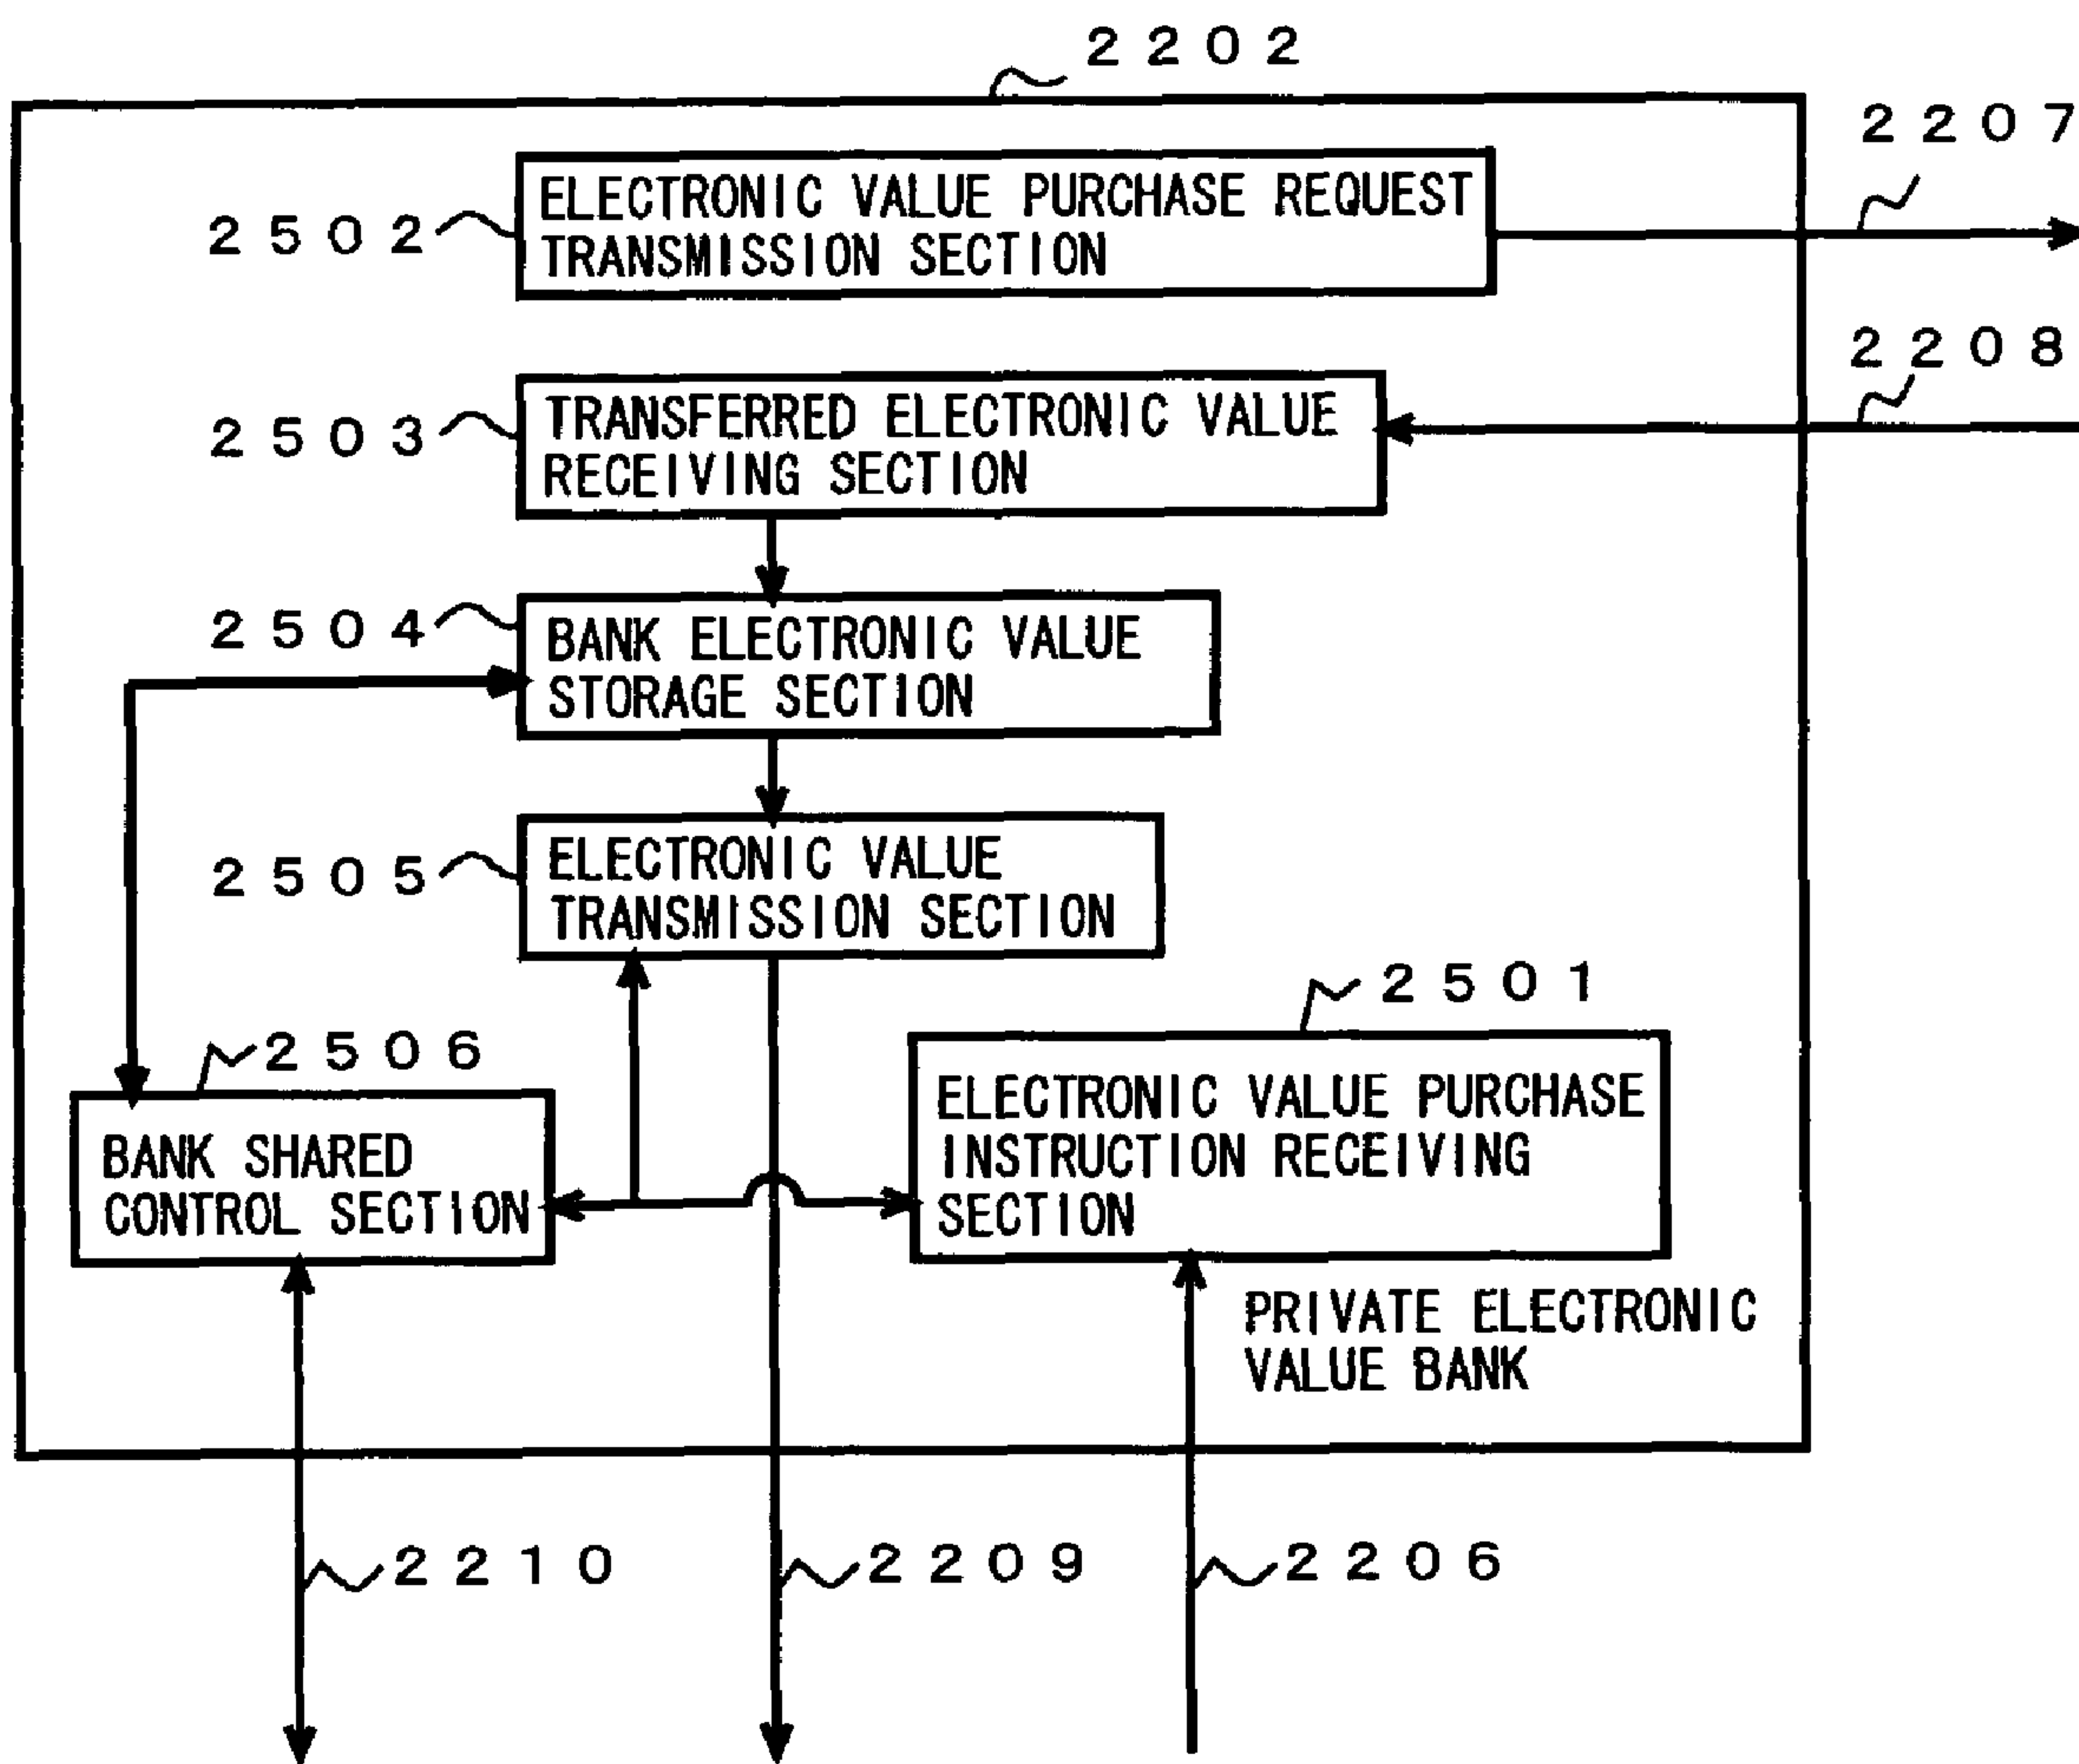 2202
2207
ELECTRONIC VALUE PURCHASE REQUEST
TRANSMISSION SECTION
2502
2208
TRANSFERRED ELECTRONIC VALUE
RECEIVING SECTION
2503
2504
BANK ELECTRONIC VALUE
STORAGE SECTION
2505
ELECTRONIC VALUE
TRANSMISSION SECTION
2501
2506
ELECTRONIC VALUE PURCHASE
INSTRUCTION RECEIVING
SECTION
BANK SHARED
CONTROL SECTION
PRIVATE ELECTRONIC
VALUE BANK
2210
2209
2206